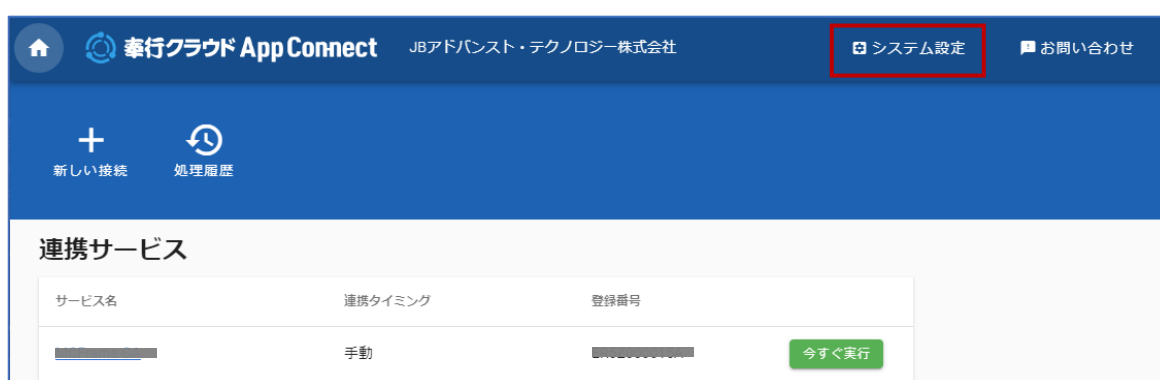 奉行クラウド App Connect JBアドバンスト・テクノロジー株式会社 システム設定 お問い合わせ
新しい接続 処理履歴
連携サービス
サービス名 連携タイミング 登録番号
手動 今すぐ実行